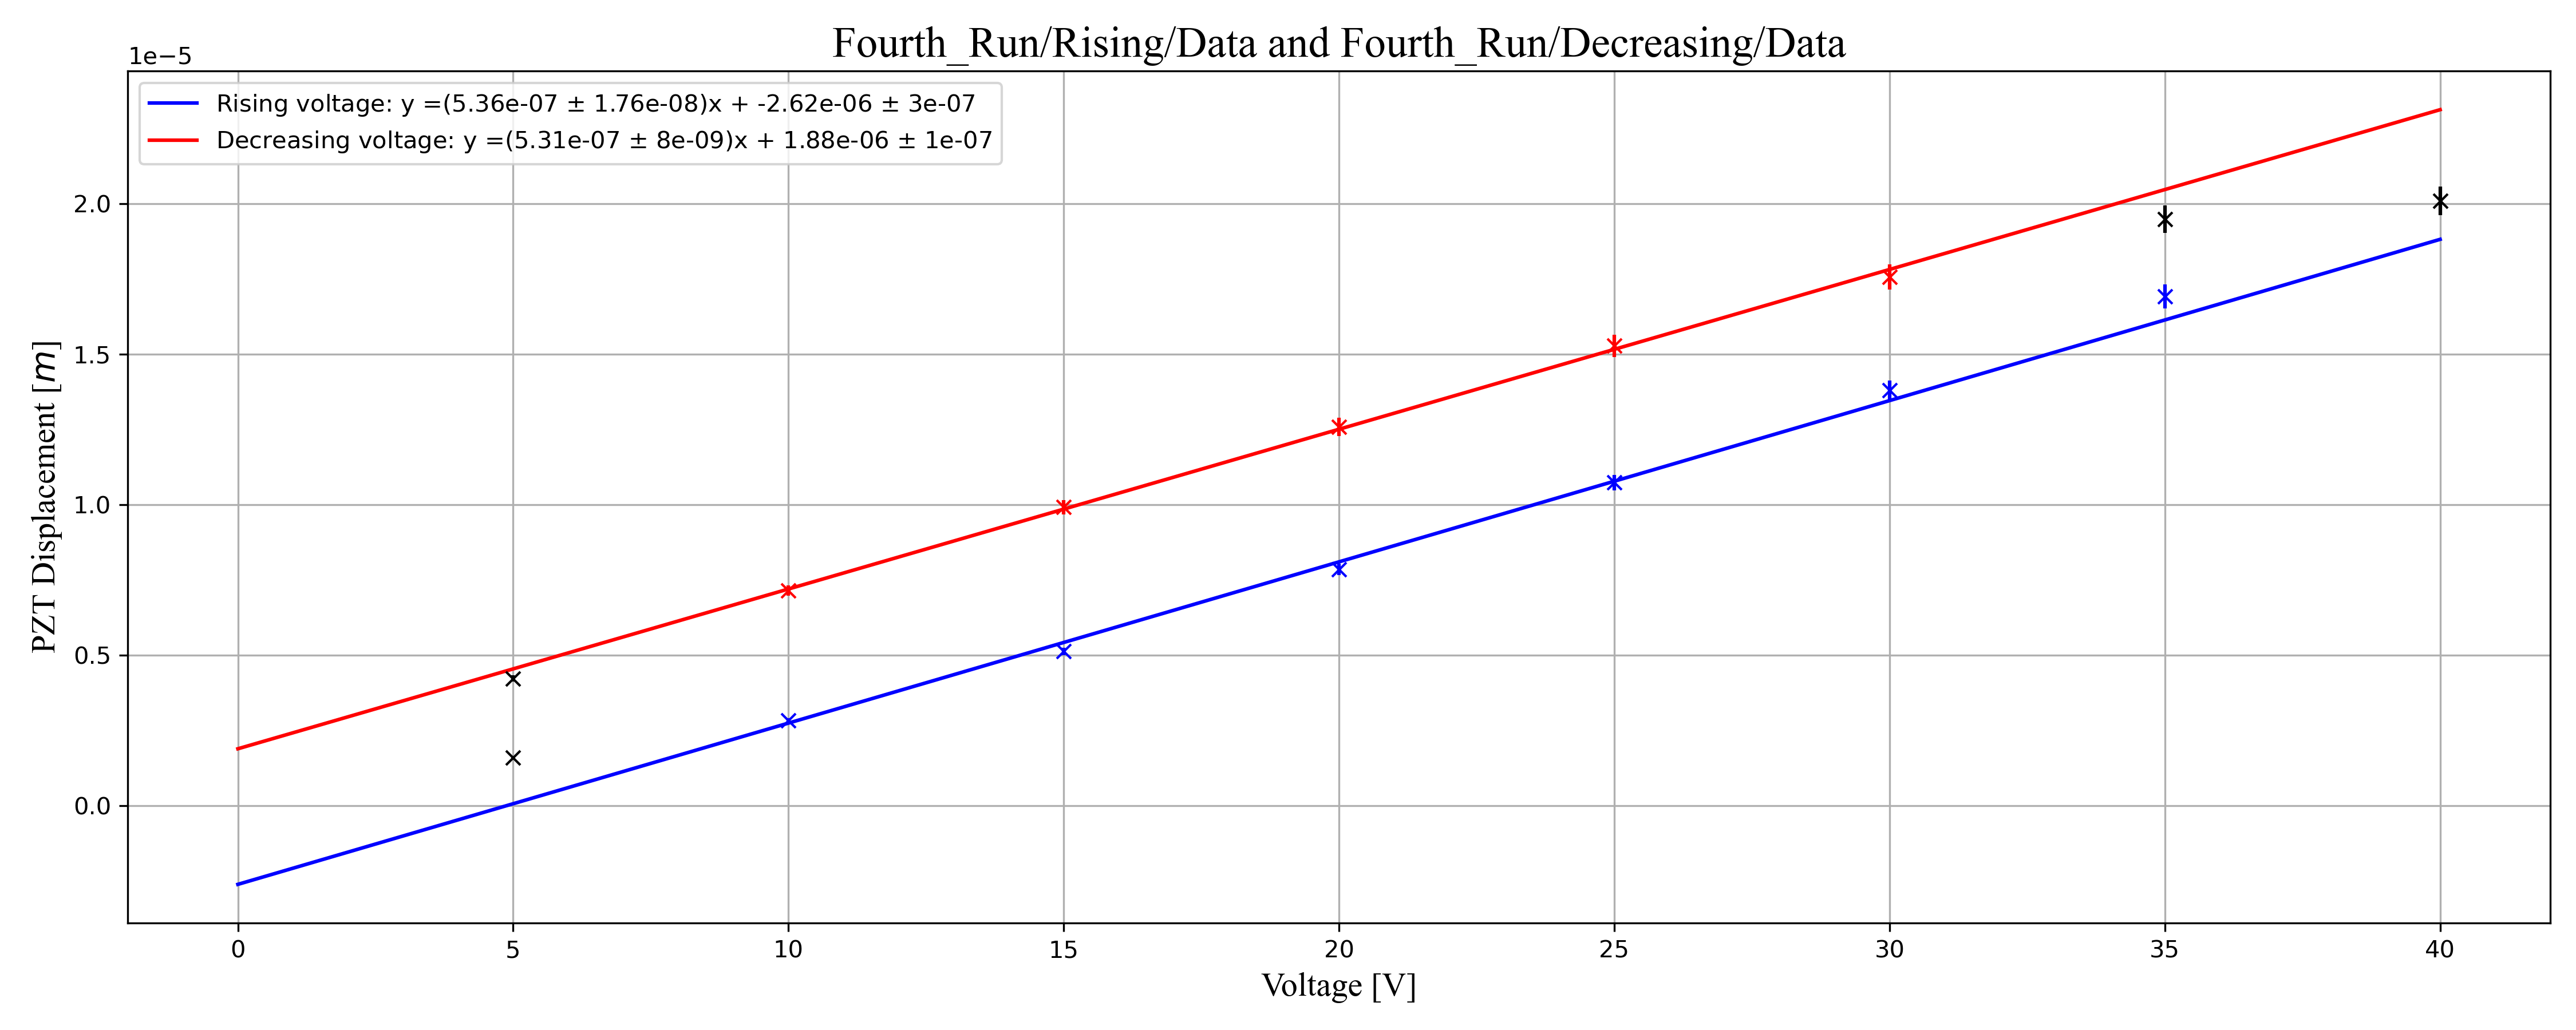 Fourth_Run/Rising/Data and Fourth_Run/Decreasing/Data
1e−5
Rising voltage: y =(5.36e-07 ± 1.76e-08)x + -2.62e-06 ± 3e-07
Decreasing voltage: y =(5.31e-07 ± 8e-09)x + 1.88e-06 ± 1e-07
2.0
1.5
1.0
0.5
0.0
PZT Displacement [m]
0 5 10 15 20 25 30 35 40
Voltage [V]